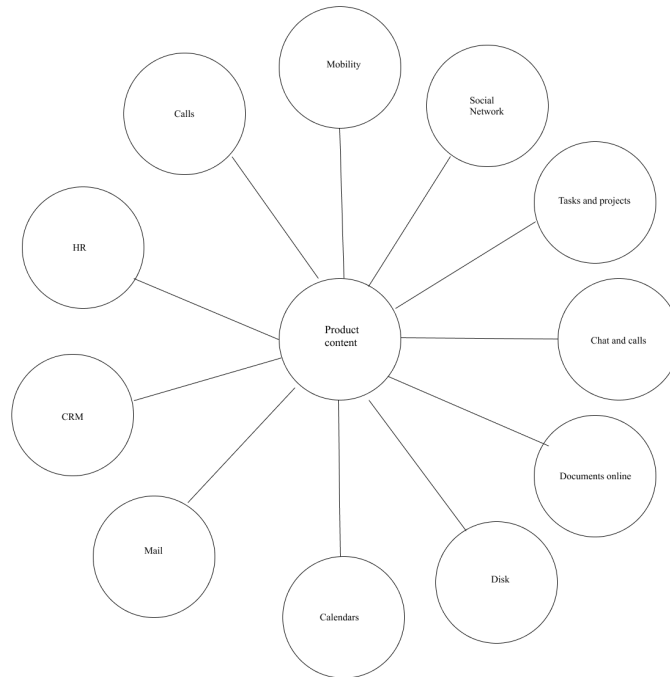 Mobility
Social
Network
Calls
Tasks and projects
HR
Product
content
Chat and calls
CRM
Documents online
Mail
Disk
Calendars